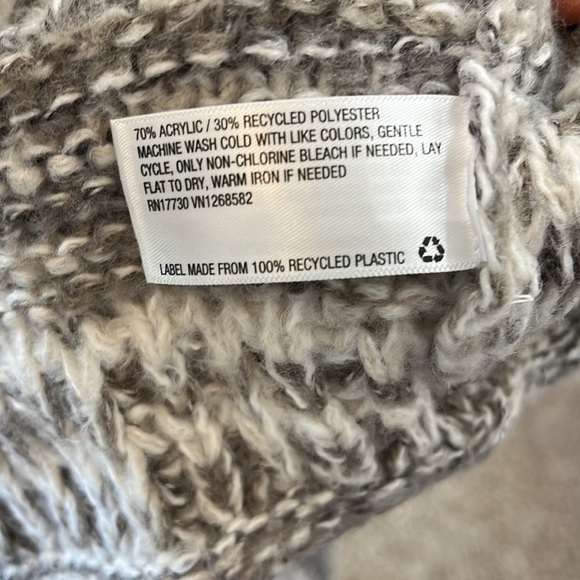 70% ACRYLIC / 30% RECYCLED POLYESTER
MACHINE WASH COLD WITH LIKE COLORS, GENTLE
CYCLE, ONLY NON-CHLORINE BLEACH IF NEEDED, LAY
FLAT TO DRY, WARM IRON IF NEEDED
RN17730 VN1268582
LABEL MADE FROM 100% RECYCLED PLASTIC